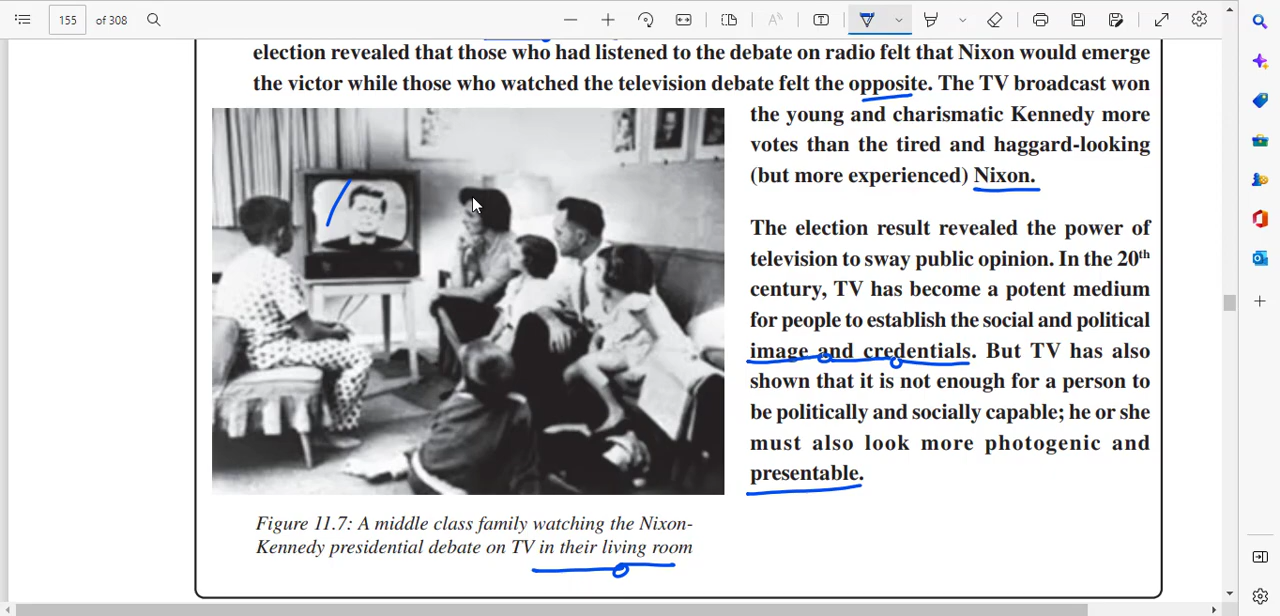 155 of 308
election revealed that those who had listened to the debate on radio felt that Nixon would emerge
the victor while those who watched the television debate felt the opposite. The TV broadcast won
the young and charismatic Kennedy more
votes than the tired and haggard-looking
(but more experienced) Nixon.
The election result revealed the power of
television to sway public opinion. In the 20th
century, TV has become a potent medium
for people to establish the social and political
image and credentials. But TV has also
shown that it is not enough for a person to
be politically and socially capable; he or she
must also look more photogenic and
presentable.
Figure 11.7: A middle class family watching the Nixon-
Kennedy presidential debate on TV in their living room